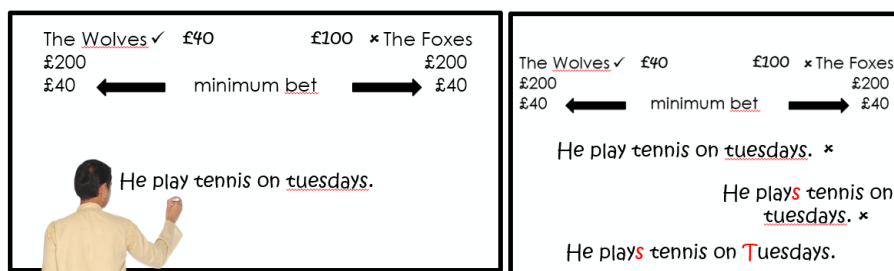 The Wolves ✓ £40 £100 × The Foxes
£200 £200
£40 minimum bet £40
He play tennis on tuesdays.
The Wolves ✓ £40 £100 × The Foxes
£200 £200
£40 minimum bet £40
He play tennis on tuesdays. ×
He plays tennis on
tuesdays. ×
He plays tennis on Tuesdays.